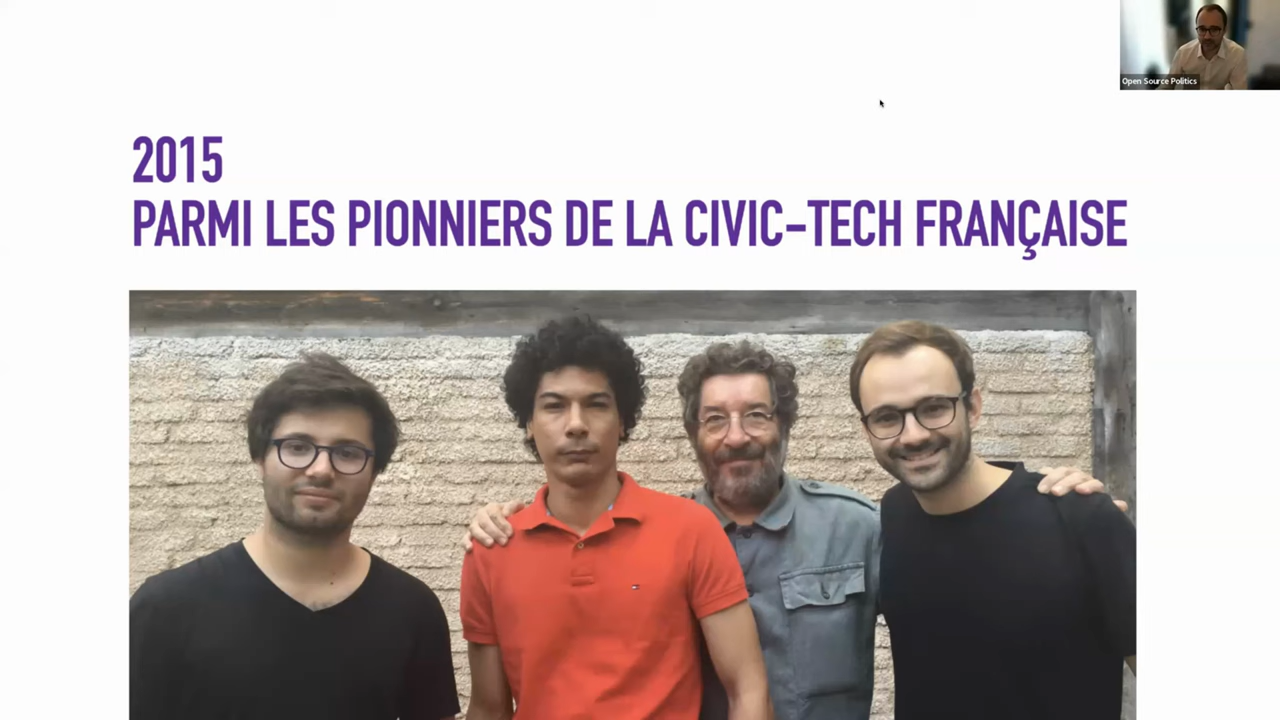 Open Source Politics
2015
PARMI LES PIONNIERS DE LA CIVIC-TECH FRANÇAISE